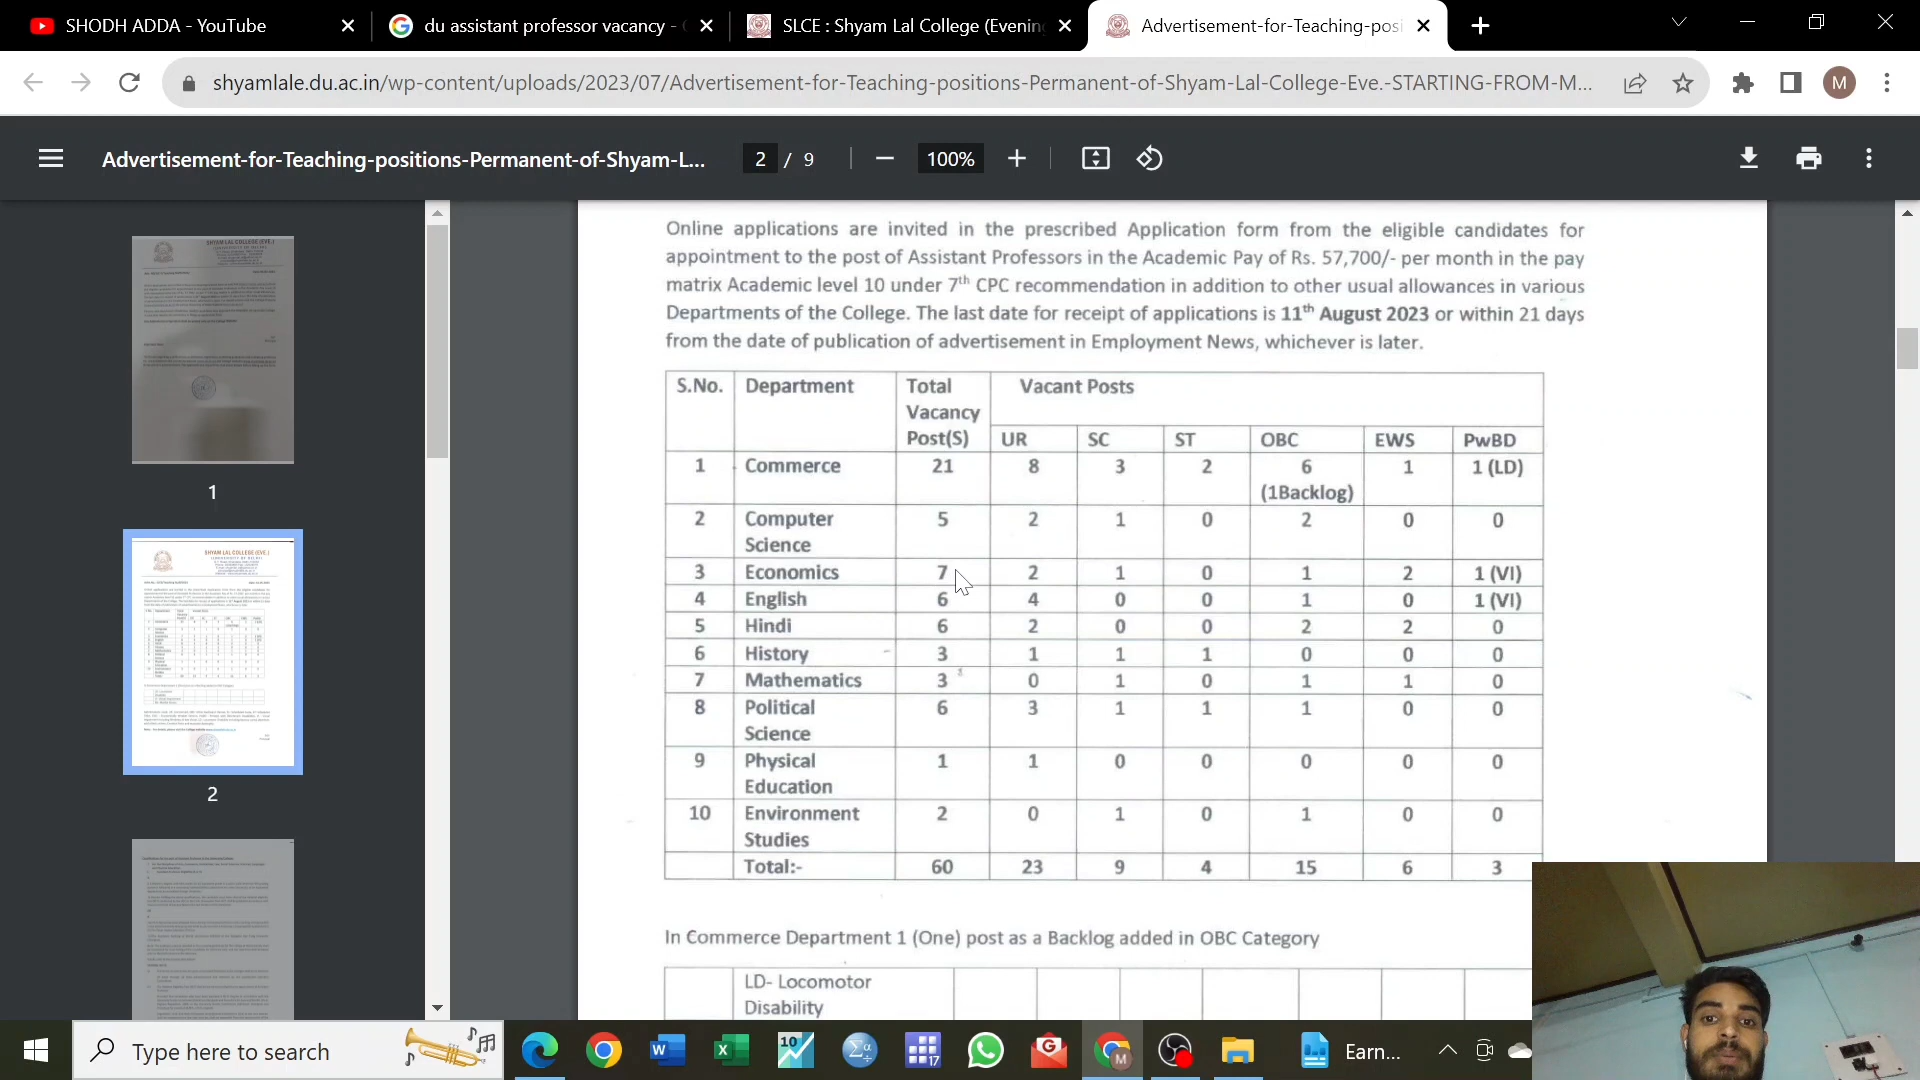 SHODH ADDA - YouTube
du assistant professor vacancy -
SLCE : Shyam Lal College (Evenin
Advertisement-for-Teaching-posi
shyamlale.du.ac.in/wp-content/uploads/2023/07/Advertisement-for-Teaching-positions-Permanent-of-Shyam-Lal-College-Eve.-STARTING-FROM-M...
M
Advertisement-for-Teaching-positions-Permanent-of-Shyam-L...
2 / 9
100%
1
SHYAM LAL COLLEGE (EVE.)
2
Online applications are invited in the prescribed Application form from the eligible candidates for
appointment to the post of Assistant Professors in the Academic Pay of Rs. 57,700/- per month in the pay
matrix Academic level 10 under 7th CPC recommendation in addition to other usual allowances in various
Departments of the College. The last date for receipt of applications is 11th August 2023 or within 21 days
from the date of publication of advertisement in Employment News, whichever is later.
S.No. Department Total Vacant Posts
Vacancy
Post(S) UR SC ST OBC EWS PwBD
1 Commerce 21 8 3 2 6 1 1 (LD)
(1Backlog)
2 Computer 5 2 1 0 2 0 0
Science
3 Economics 7 2 1 0 1 2 1 (VI)
4 English 6 4 0 0 1 0 1 (VI)
5 Hindi 6 2 0 0 2 2 0
6 History 3 1 1 1 0 0 0
7 Mathematics 3 0 1 0 1 1 0
8 Political 6 3 1 1 1 0 0
Science
9 Physical 1 1 0 0 0 0 0
Education
10 Environment 2 0 1 0 1 0 0
Studies
Total:- 60 23 9 4 15 6 3
In Commerce Department 1 (One) post as a Backlog added in OBC Category
LD- Locomotor
Disability
Type here to search
Earn...